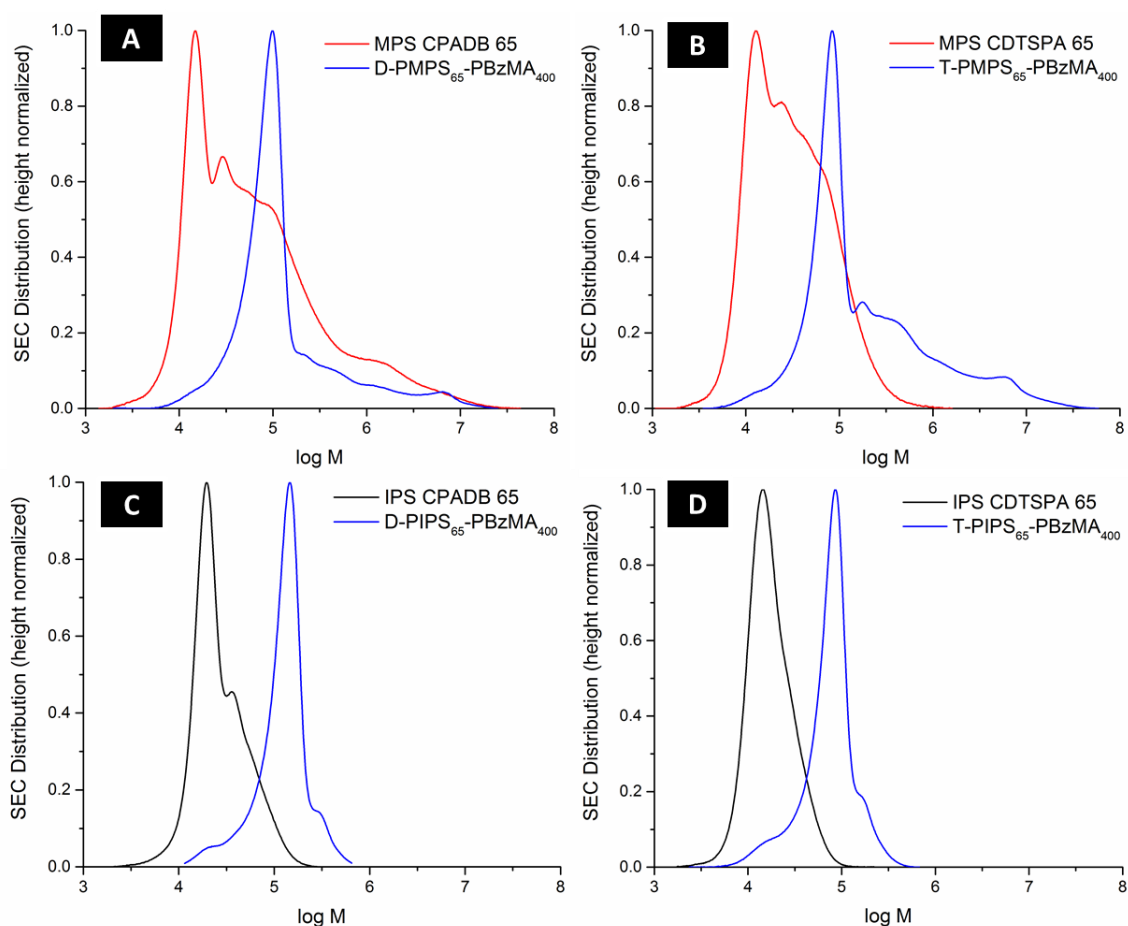 A
MPS CPADB 65
D-PMPS₆₅-PBzMA₄₀₀
SEC Distribution (height normalized)
1.0
0.8
0.6
0.4
0.2
0.0
3 4 5 6 7 8
log M
B
MPS CDTSPA 65
T-PMPS₆₅-PBzMA₄₀₀
SEC Distribution (height normalized)
1.0
0.8
0.6
0.4
0.2
0.0
3 4 5 6 7 8
log M
C
IPS CPADB 65
D-PIPS₆₅-PBzMA₄₀₀
SEC Distribution (height normalized)
1.0
0.8
0.6
0.4
0.2
0.0
3 4 5 6 7 8
log M
D
IPS CDTSPA 65
T-PIPS₆₅-PBzMA₄₀₀
SEC Distribution (height normalized)
1.0
0.8
0.6
0.4
0.2
0.0
3 4 5 6 7 8
log M